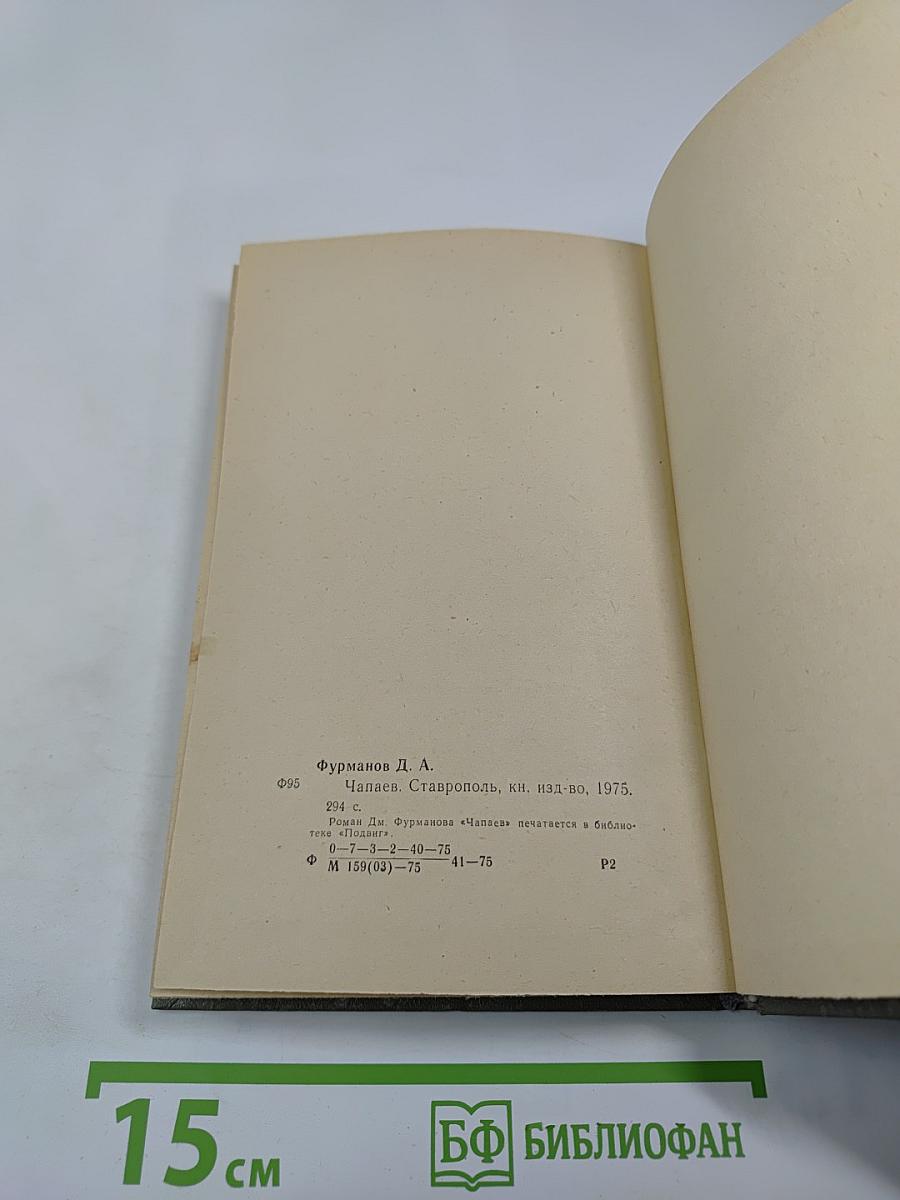 Фурманов Д. А.
Ф95 Чапаев. Ставрополь, кн. изд-во, 1975.
294 с.
Роман Дм. Фурманова «Чапаев» печатается в библио-
теке «Подвиг».
Ф 0—7—3—2—40—75
М 159(03)—75 41—75 Р2
15 см БФ БИБЛИОФАН